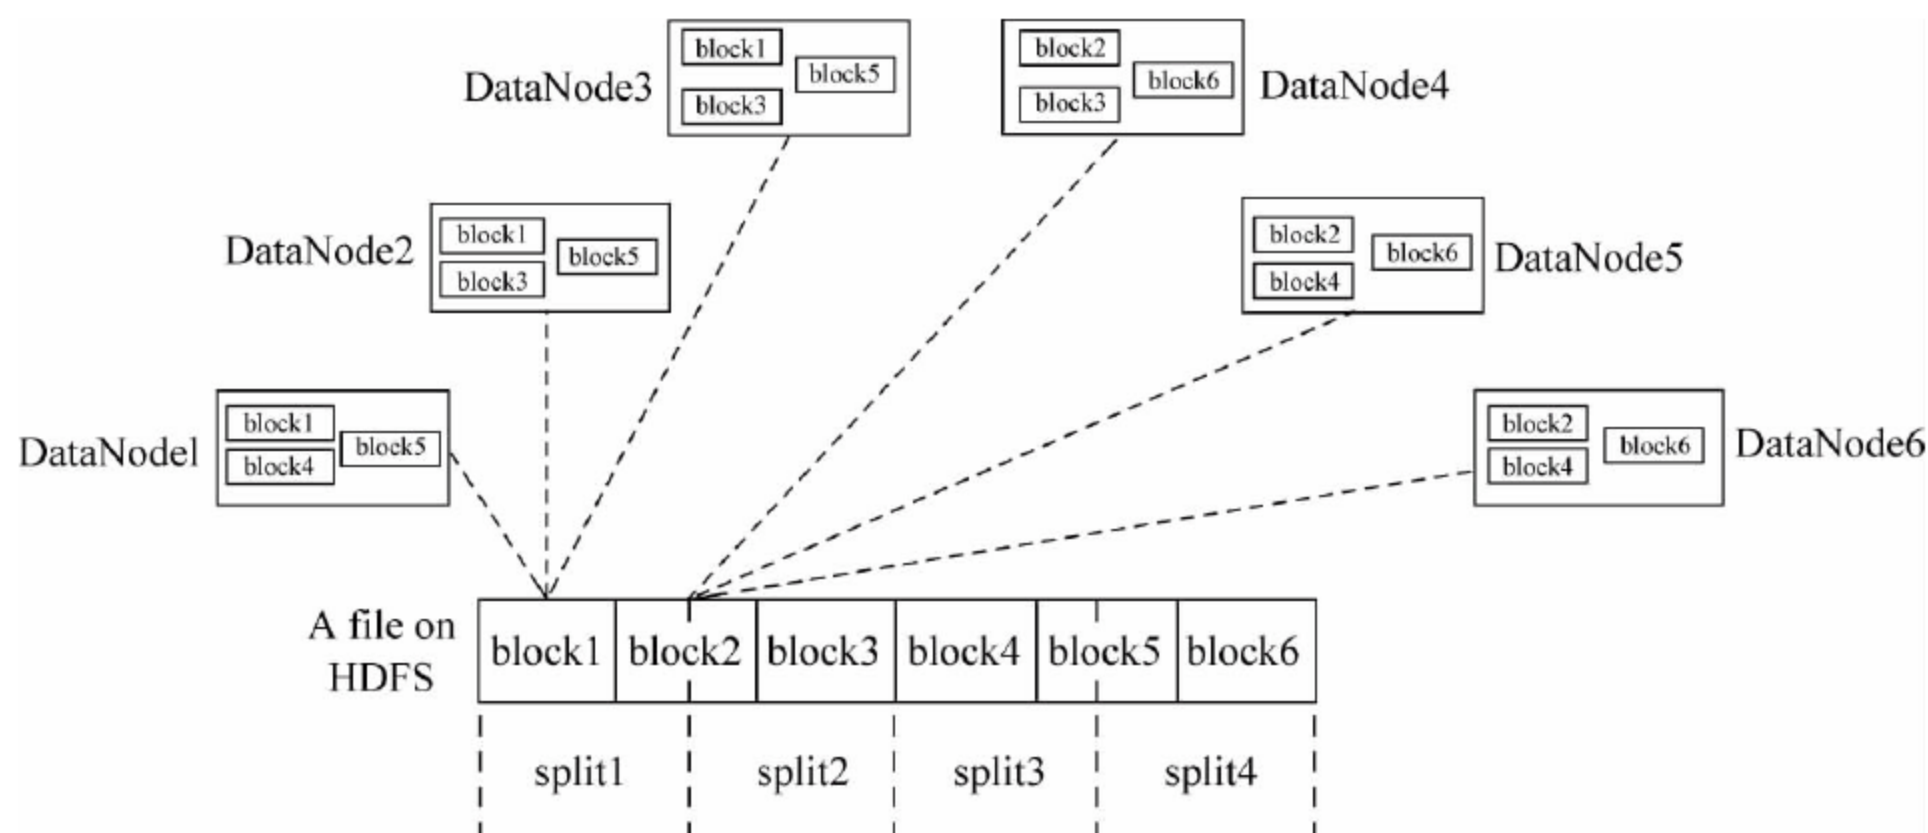 DataNode3
block1
block5
block3
block2
block6
block3
DataNode4
DataNode2
block1
block5
block3
block2
block6
block4
DataNode5
DataNodel
block1
block5
block4
block2
block6
block4
DataNode6
A file on
HDFS
block1 block2 block3 block4 block5 block6
split1 split2 split3 split4